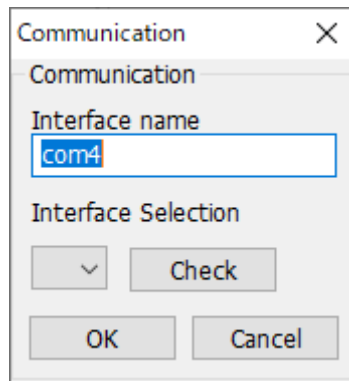 Communication
Communication
Interface name
com4
Interface Selection
Check
OK Cancel